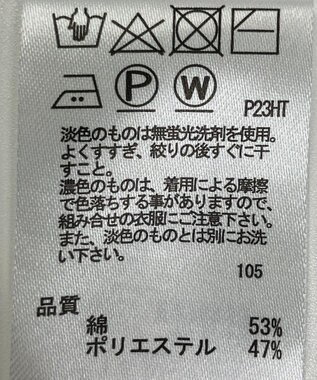 P W P23HT
淡色のものは無蛍光洗剤を使用。
よくすすぎ、絞りの後すぐに干
すこと。
濃色のものは、着用による摩擦
で色落ちする事がありますので、
組み合せの衣服にご注意下さい。
また、淡色のものとは別にお洗
い下さい。
105
品質
綿 53%
ポリエステル 47%